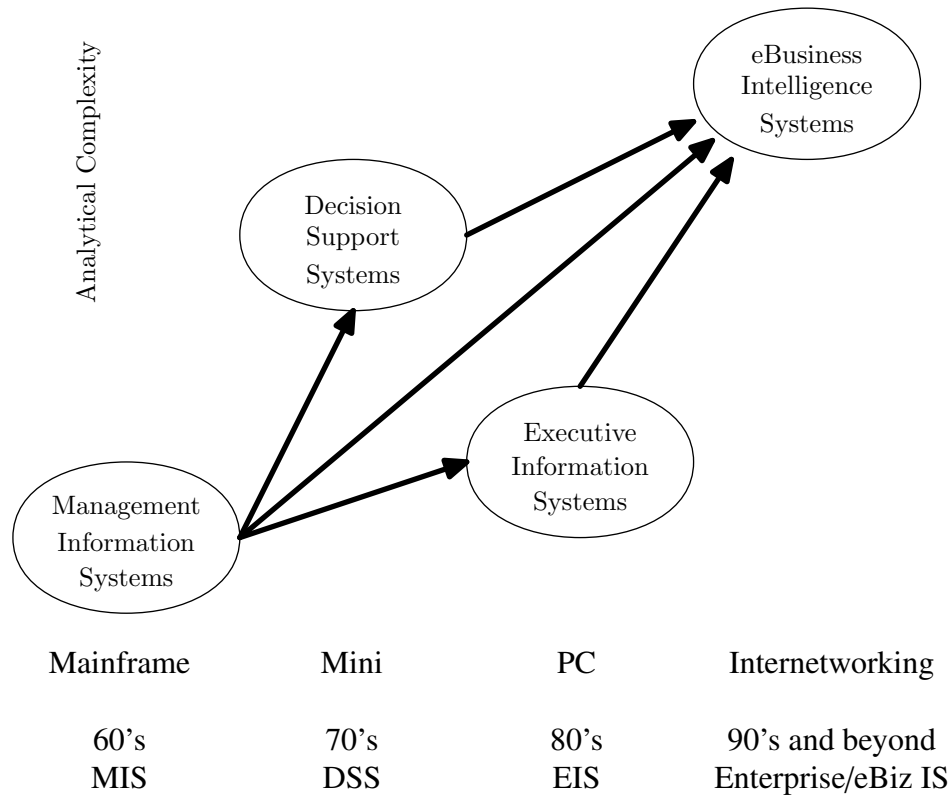 Analytical Complexity
eBusiness
Intelligence
Systems
Decision
Support
Systems
Executive
Information
Systems
Management
Information
Systems
Mainframe Mini PC Internetworking
60's 70's 80's 90's and beyond
MIS DSS EIS Enterprise/eBiz IS